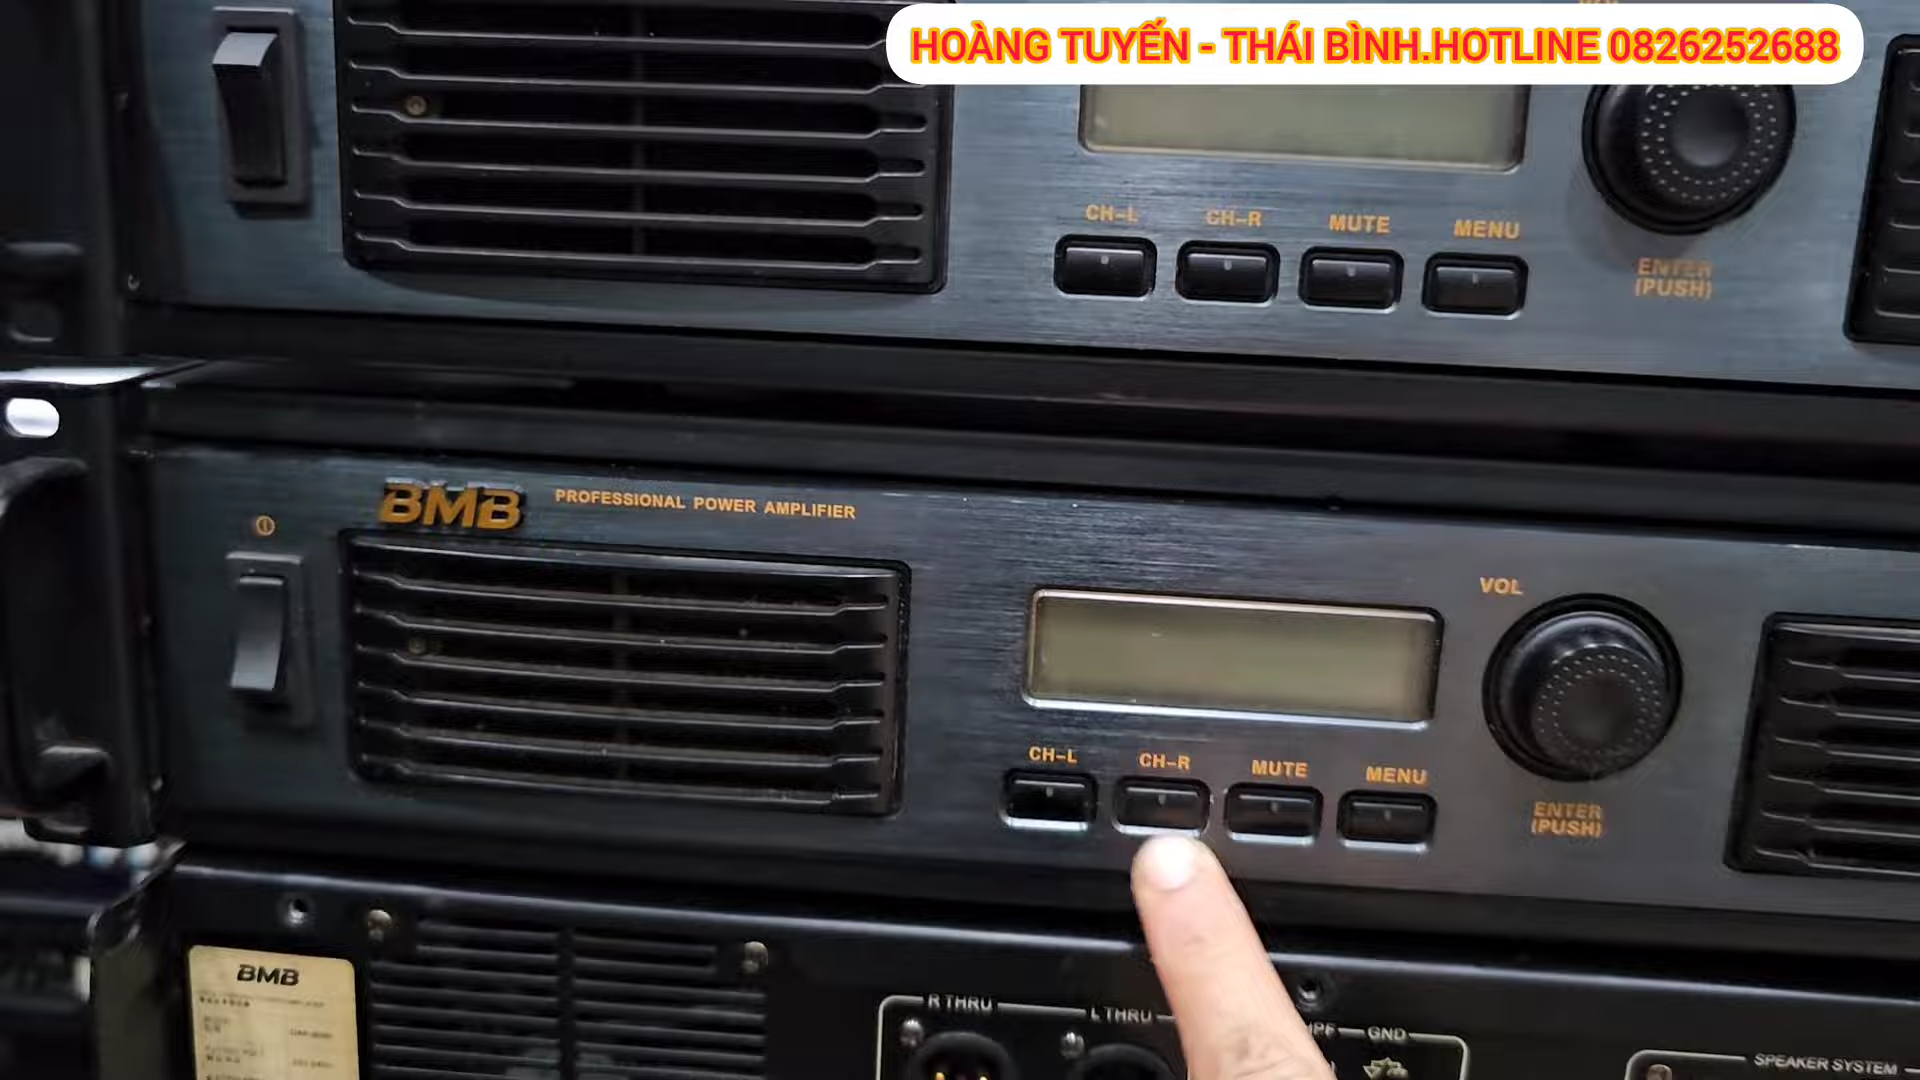 HOÀNG TUYẾN - THÁI BÌNH.HOTLINE 0826252688
CH-L CH-R MUTE MENU
ENTER
(PUSH)
BMB PROFESSIONAL POWER AMPLIFIER
VOL
CH-L CH-R MUTE MENU
ENTER
(PUSH)
BMB
R THRU L THRU GND
SPEAKER SYSTEM